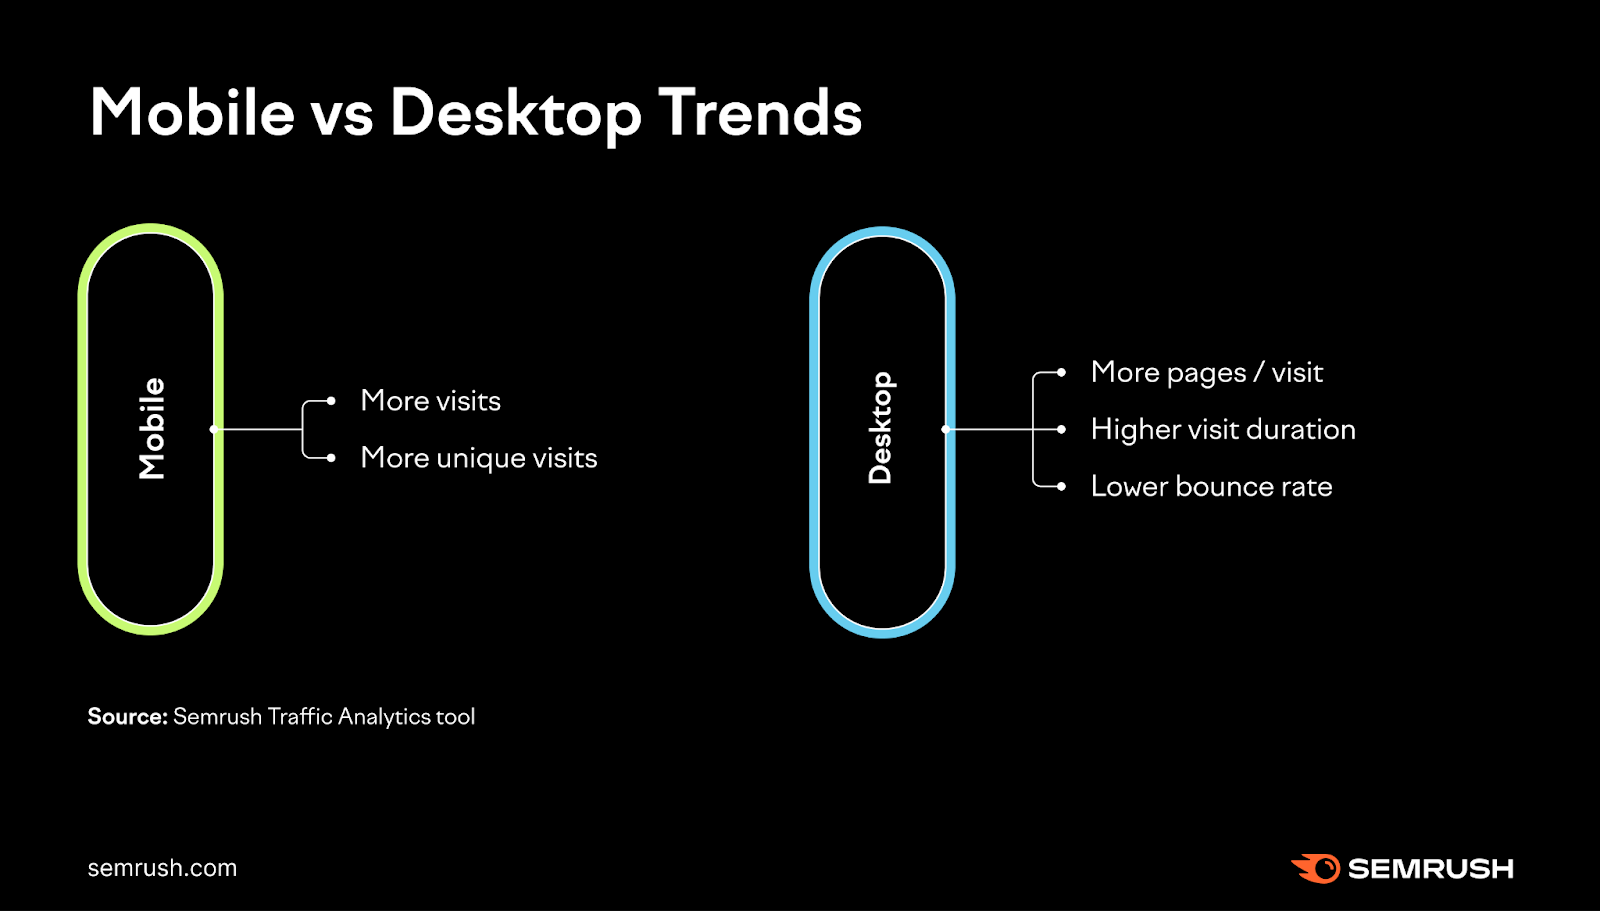 Mobile vs Desktop Trends
Mobile
More visits
More unique visits
Desktop
More pages / visit
Higher visit duration
Lower bounce rate
Source: Semrush Traffic Analytics tool
semrush.com
SEMRUSH